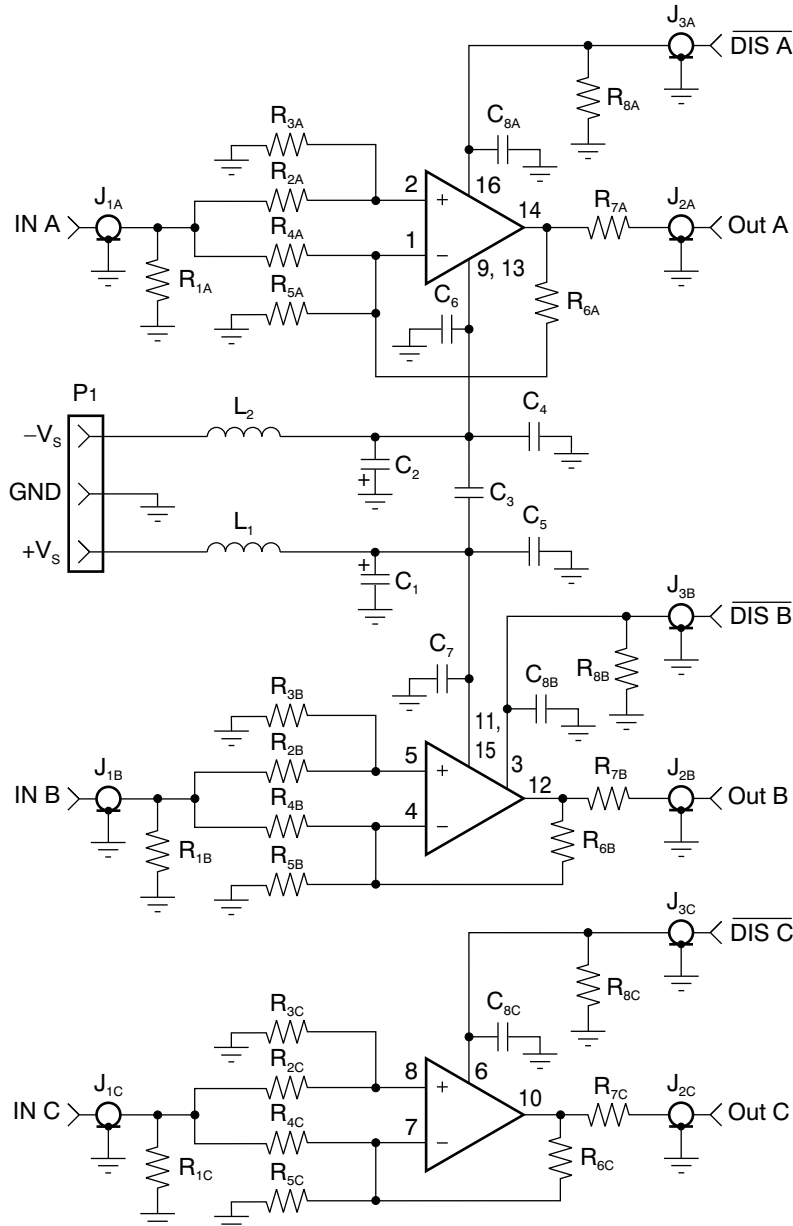 J3A
DIS A
R8A
C8A
R3A
R2A
J1A
IN A
R4A
R1A
R5A
2
+
16
1
−
14
R7A
J2A
Out A
9, 13
C6
R6A
P1
−VS
L2
C4
C2
+
GND
C3
+VS
L1
C5
+
C1
J3B
DIS B
C7
R8B
C8B
R3B
11,
15
R2B
5
+
3
12
R7B
J2B
Out B
J1B
IN B
R4B
4
−
R1B
R5B
R6B
J3C
DIS C
R8C
C8C
R3C
R2C
8
+
6
10
R7C
J2C
Out C
J1C
IN C
R4C
7
−
R1C
R5C
R6C